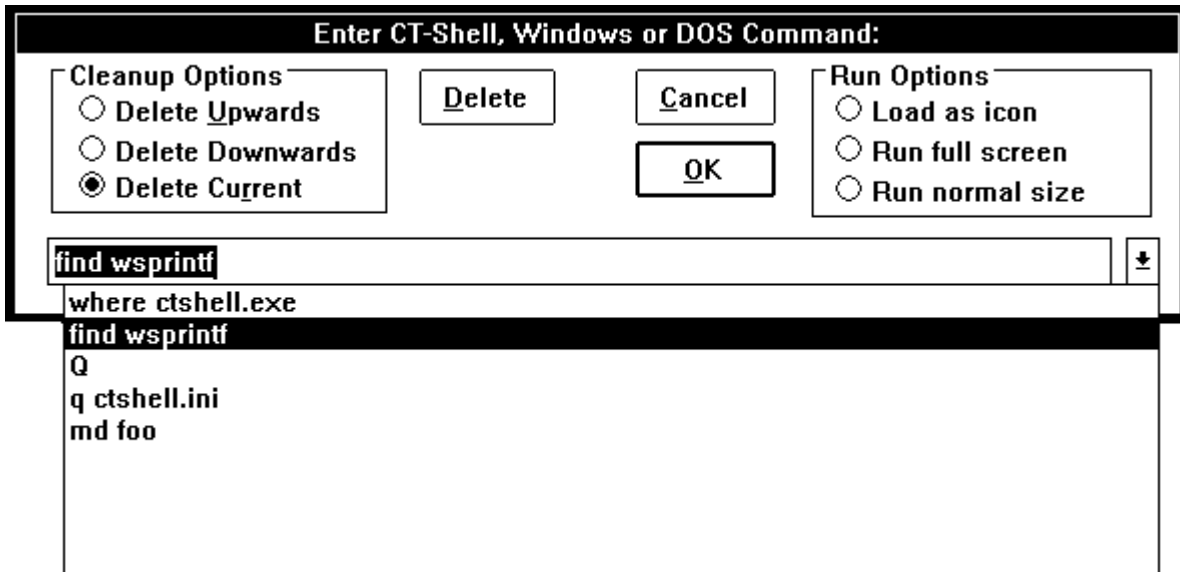 Enter CT-Shell, Windows or DOS Command:
Cleanup Options
Delete Upwards
Delete Downwards
Delete Current
Delete
Cancel
OK
Run Options
Load as icon
Run full screen
Run normal size
find wsprintf
where ctshell.exe
find wsprintf
Q
q ctshell.ini
md foo